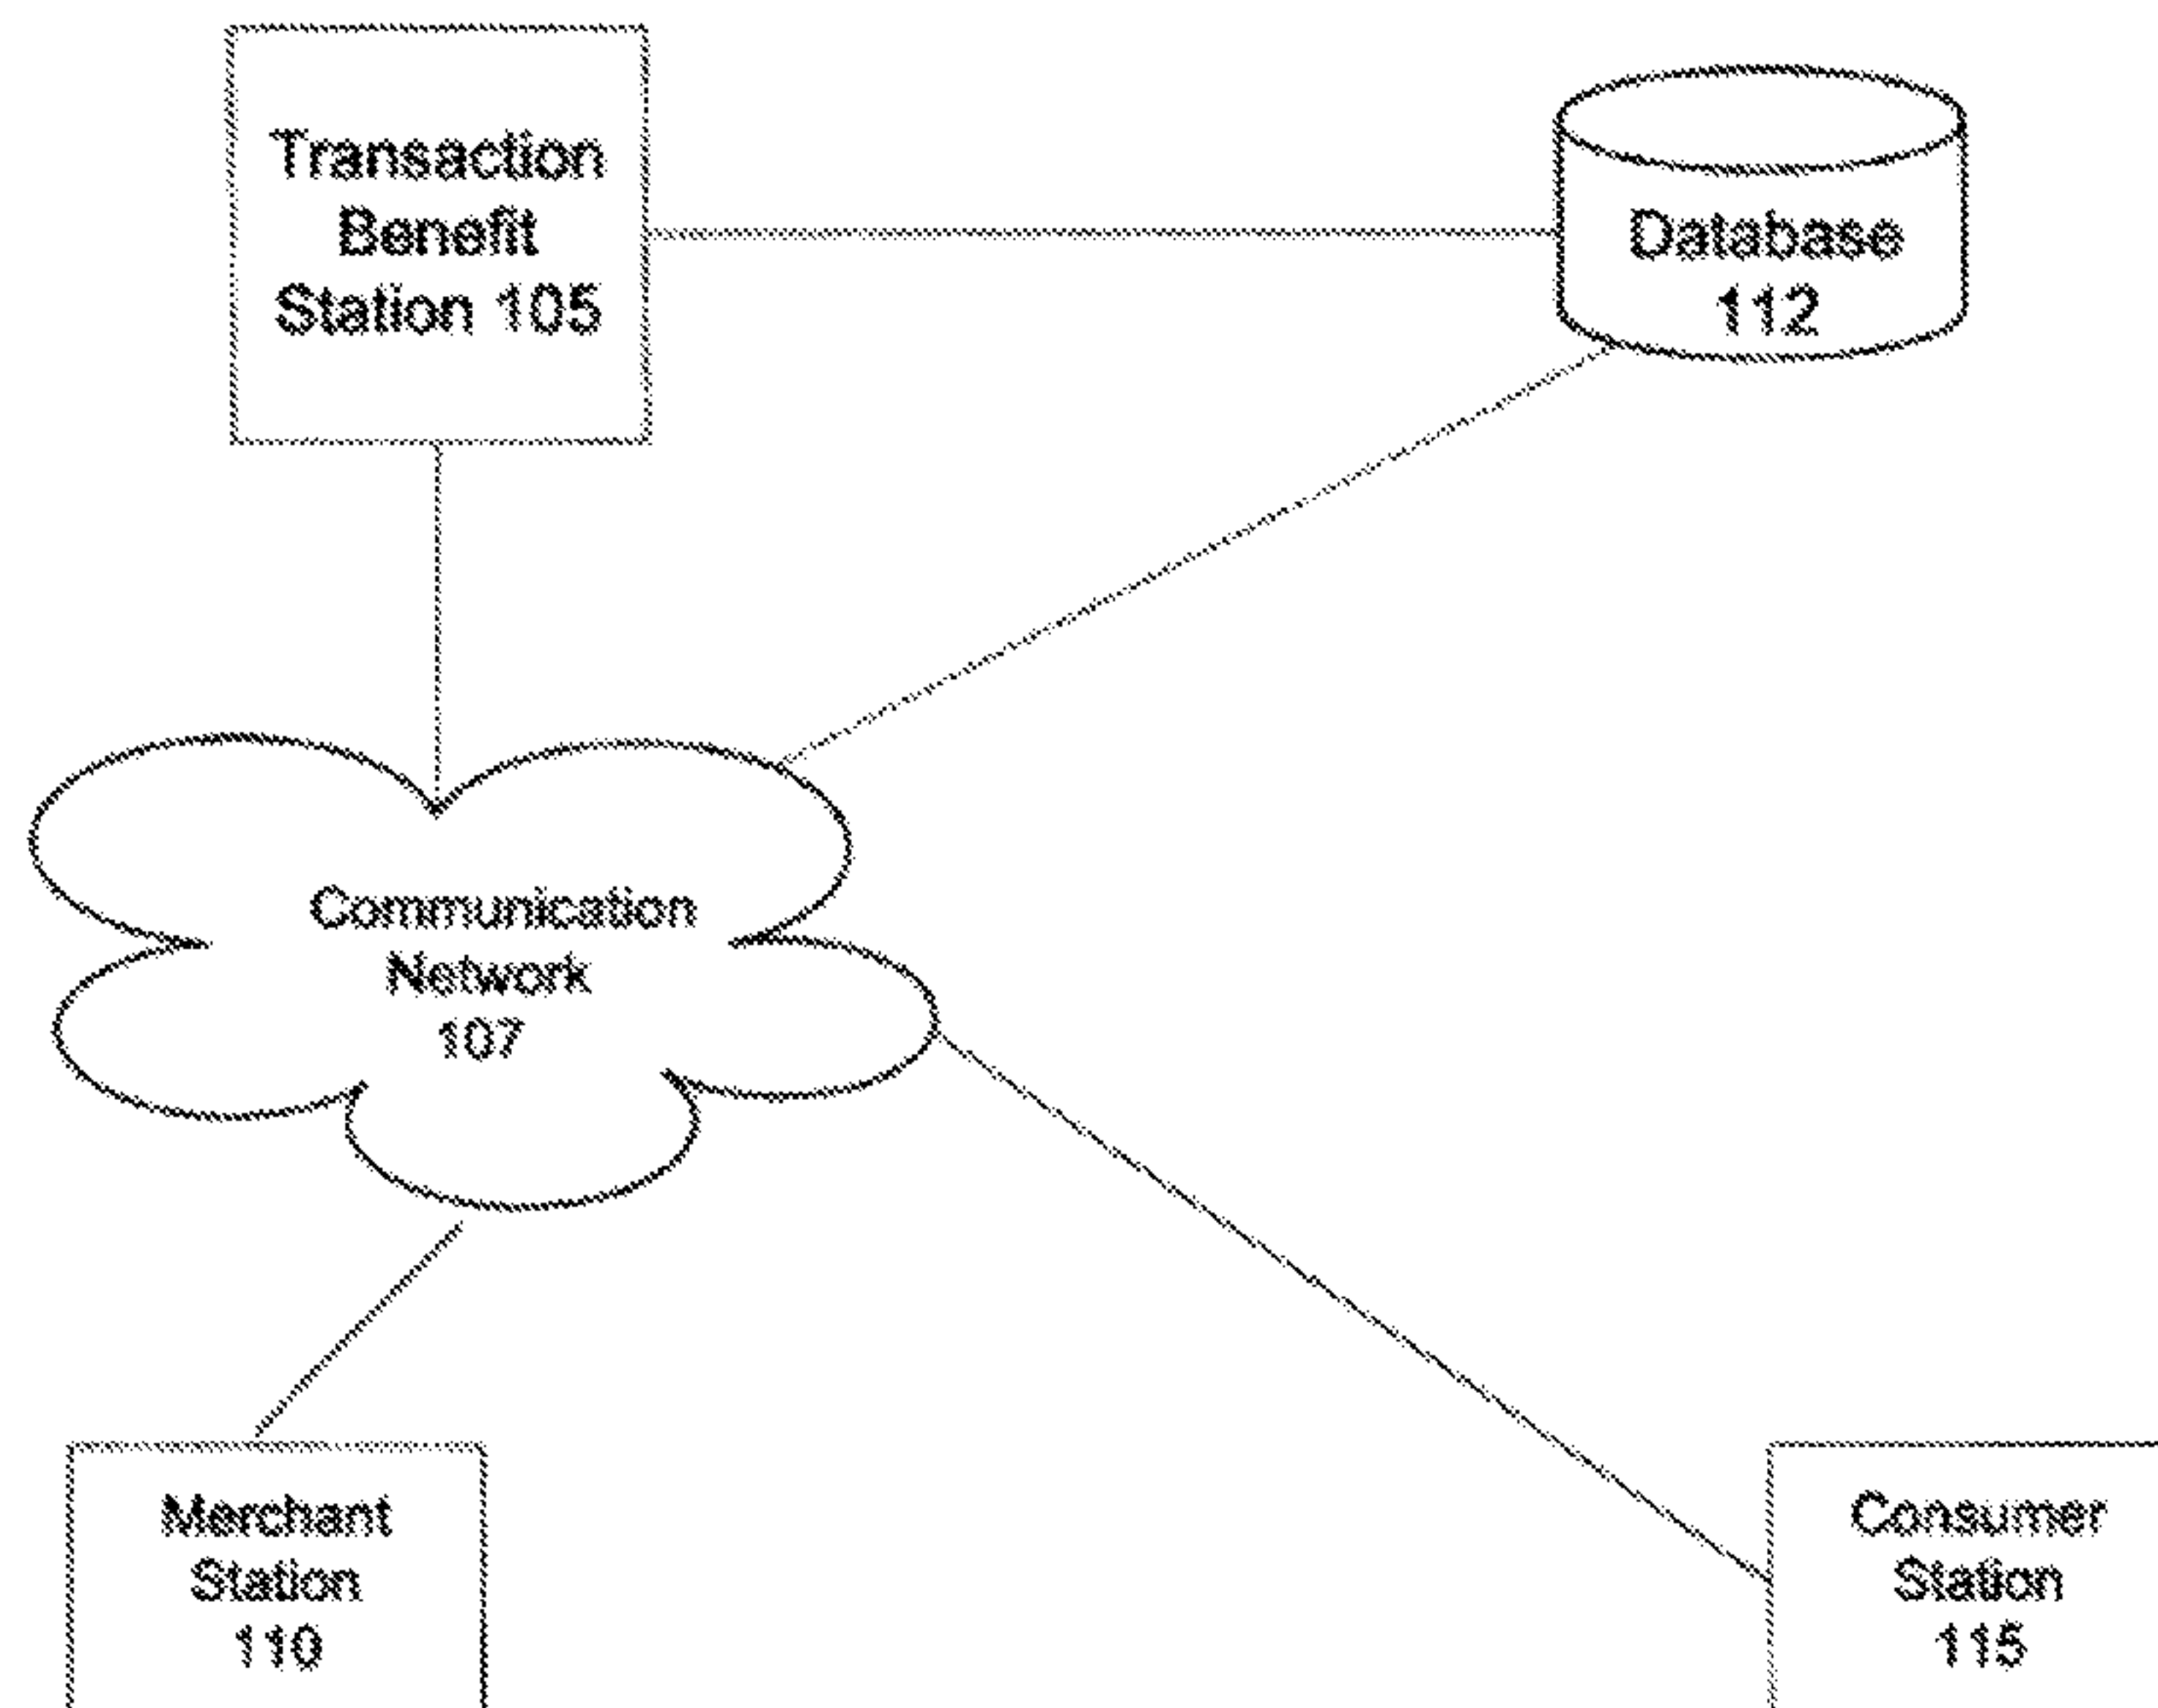 Transaction
Benefit
Station 105
Database
112
Communication
Network
107
Merchant
Station
110
Consumer
Station
115